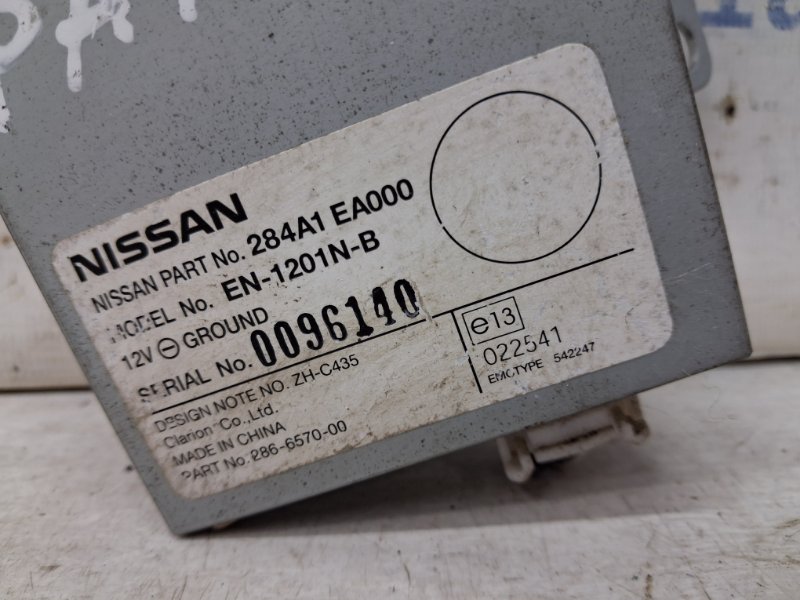 NISSAN
NISSAN PART No. 284A1 EA000
MODEL No. EN-1201N-B
12V ⊖ GROUND
SERIAL No. 0096140
DESIGN NOTE NO. ZH-C435
Clarion Co.,Ltd.
MADE IN CHINA
PART No. 286-6570-00
e13
022541
EMC TYPE 542247